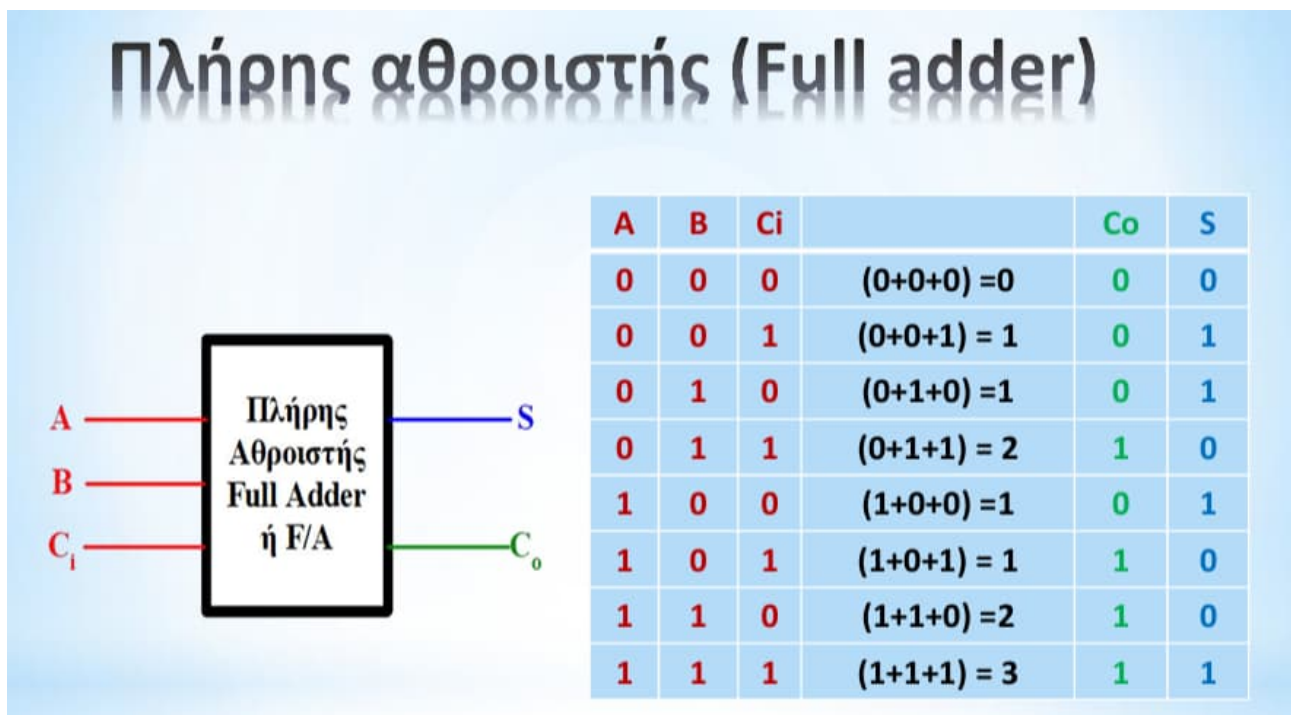 Πλήρης αθροιστής (Full adder)
A
B
C i
Πλήρης
Αθροιστής
Full Adder
ή F/A
S
C o
A B Ci Co S
0 0 0 (0+0+0) =0 0 0
0 0 1 (0+0+1) = 1 0 1
0 1 0 (0+1+0) =1 0 1
0 1 1 (0+1+1) = 2 1 0
1 0 0 (1+0+0) =1 0 1
1 0 1 (1+0+1) = 1 1 0
1 1 0 (1+1+0) =2 1 0
1 1 1 (1+1+1) = 3 1 1